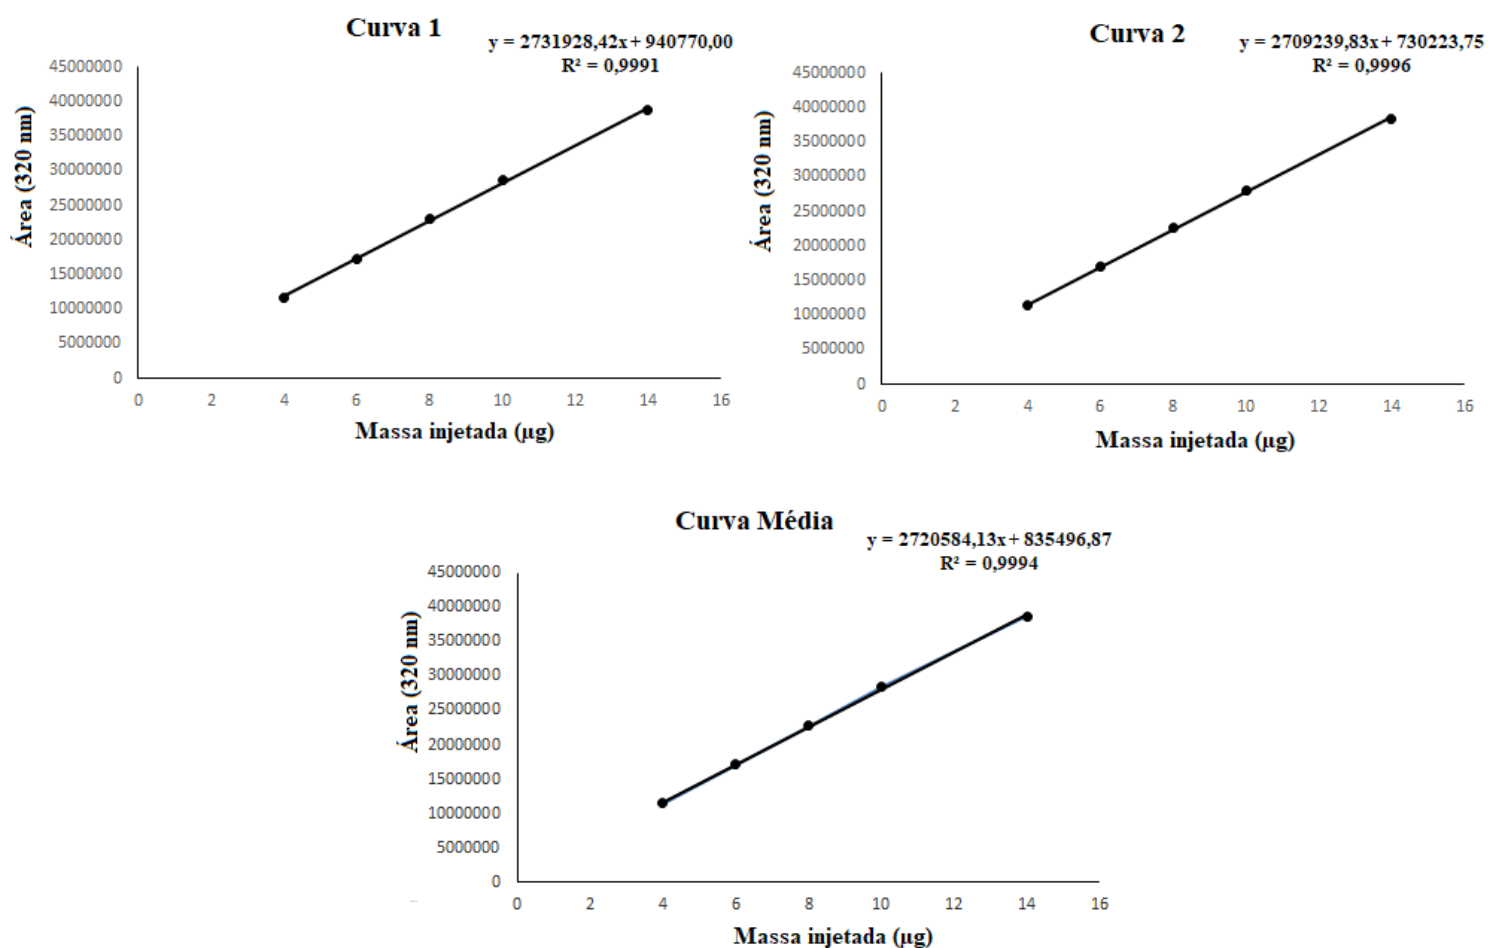 Curva 1
y = 2731928,42x + 940770,00
R² = 0,9991
45000000
40000000
35000000
30000000
25000000
20000000
15000000
10000000
5000000
0
Área (320 nm)
0 2 4 6 8 10 12 14 16
Massa injetada (µg)
Curva 2
y = 2709239,83x + 730223,75
R² = 0,9996
45000000
40000000
35000000
30000000
25000000
20000000
15000000
10000000
5000000
0
Área (320 nm)
0 2 4 6 8 10 12 14 16
Massa injetada (µg)
Curva Média
y = 2720584,13x + 835496,87
R² = 0,9994
45000000
40000000
35000000
30000000
25000000
20000000
15000000
10000000
5000000
0
Área (320 nm)
0 2 4 6 8 10 12 14 16
Massa injetada (µg)